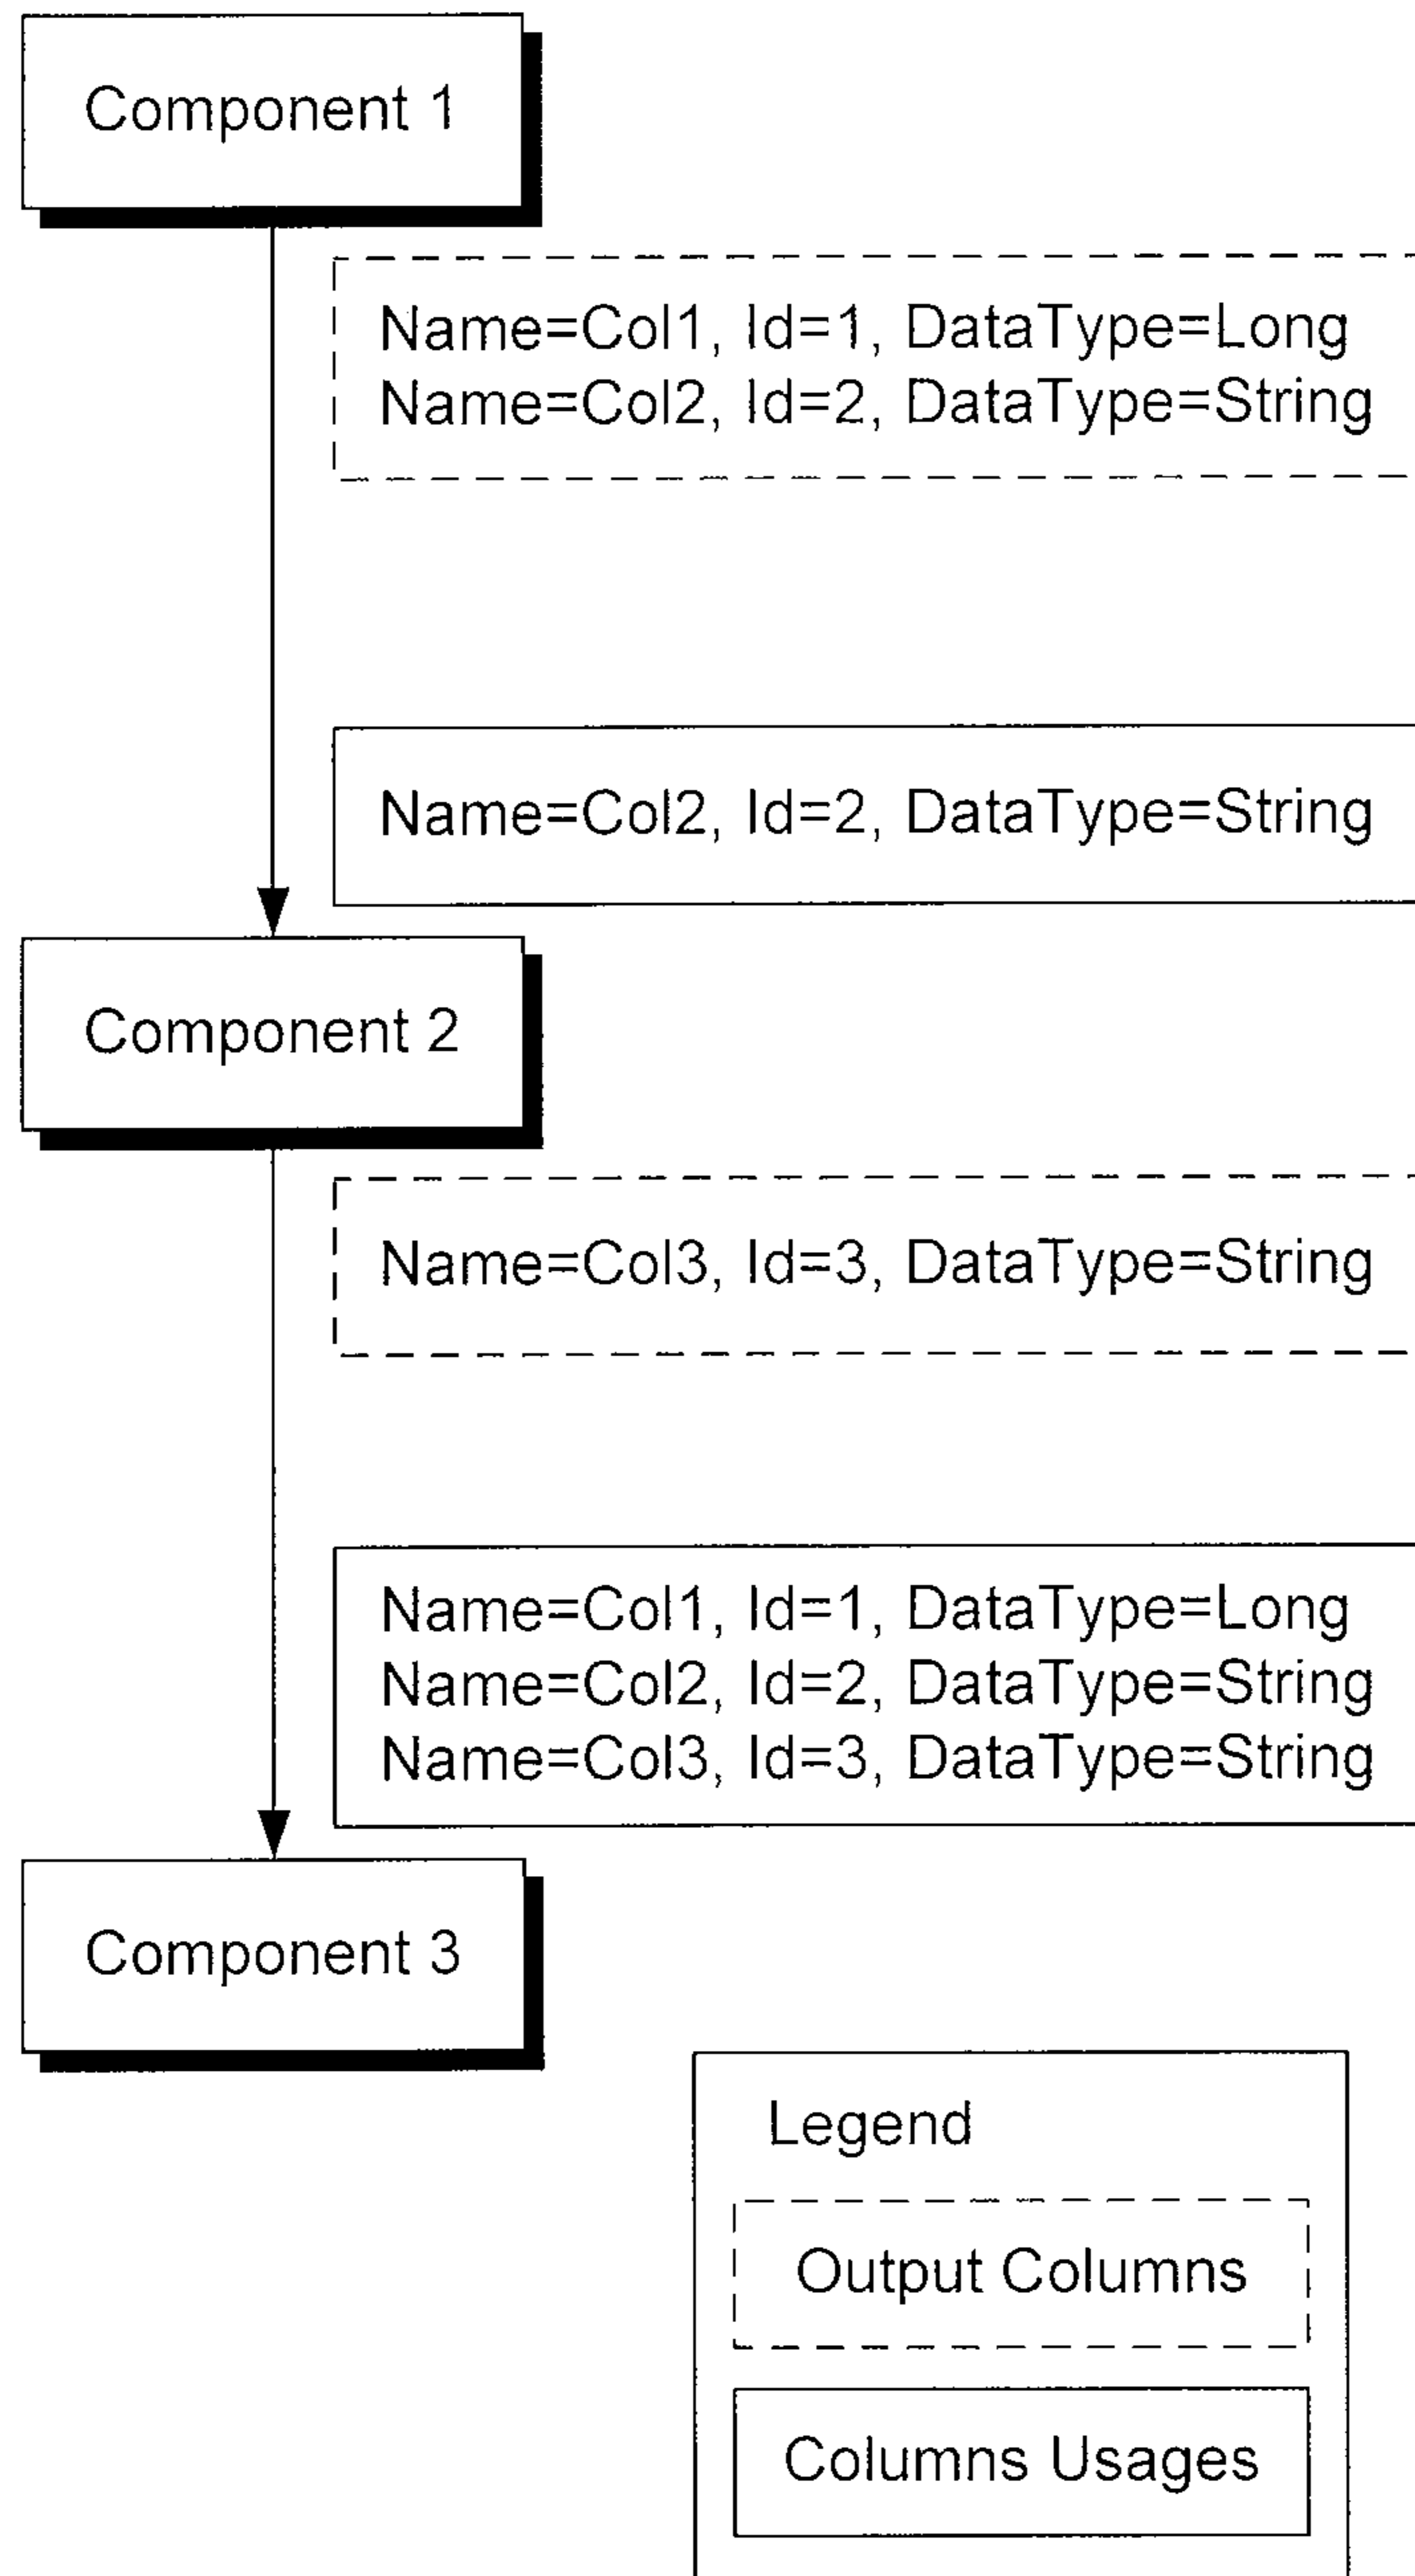 Component 1
Name=Col1, Id=1, DataType=Long
Name=Col2, Id=2, DataType=String
Name=Col2, Id=2, DataType=String
Component 2
Name=Col3, Id=3, DataType=String
Name=Col1, Id=1, DataType=Long
Name=Col2, Id=2, DataType=String
Name=Col3, Id=3, DataType=String
Component 3
Legend
Output Columns
Columns Usages